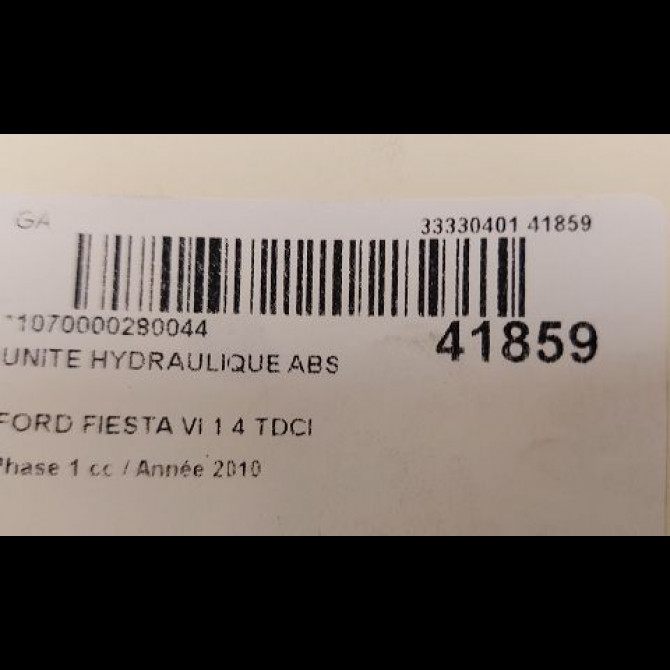 GA 33330401 41859
1070000280044 41859
UNITE HYDRAULIQUE ABS
FORD FIESTA VI 1 4 TDCI
Phase 1 cc / Année 2010